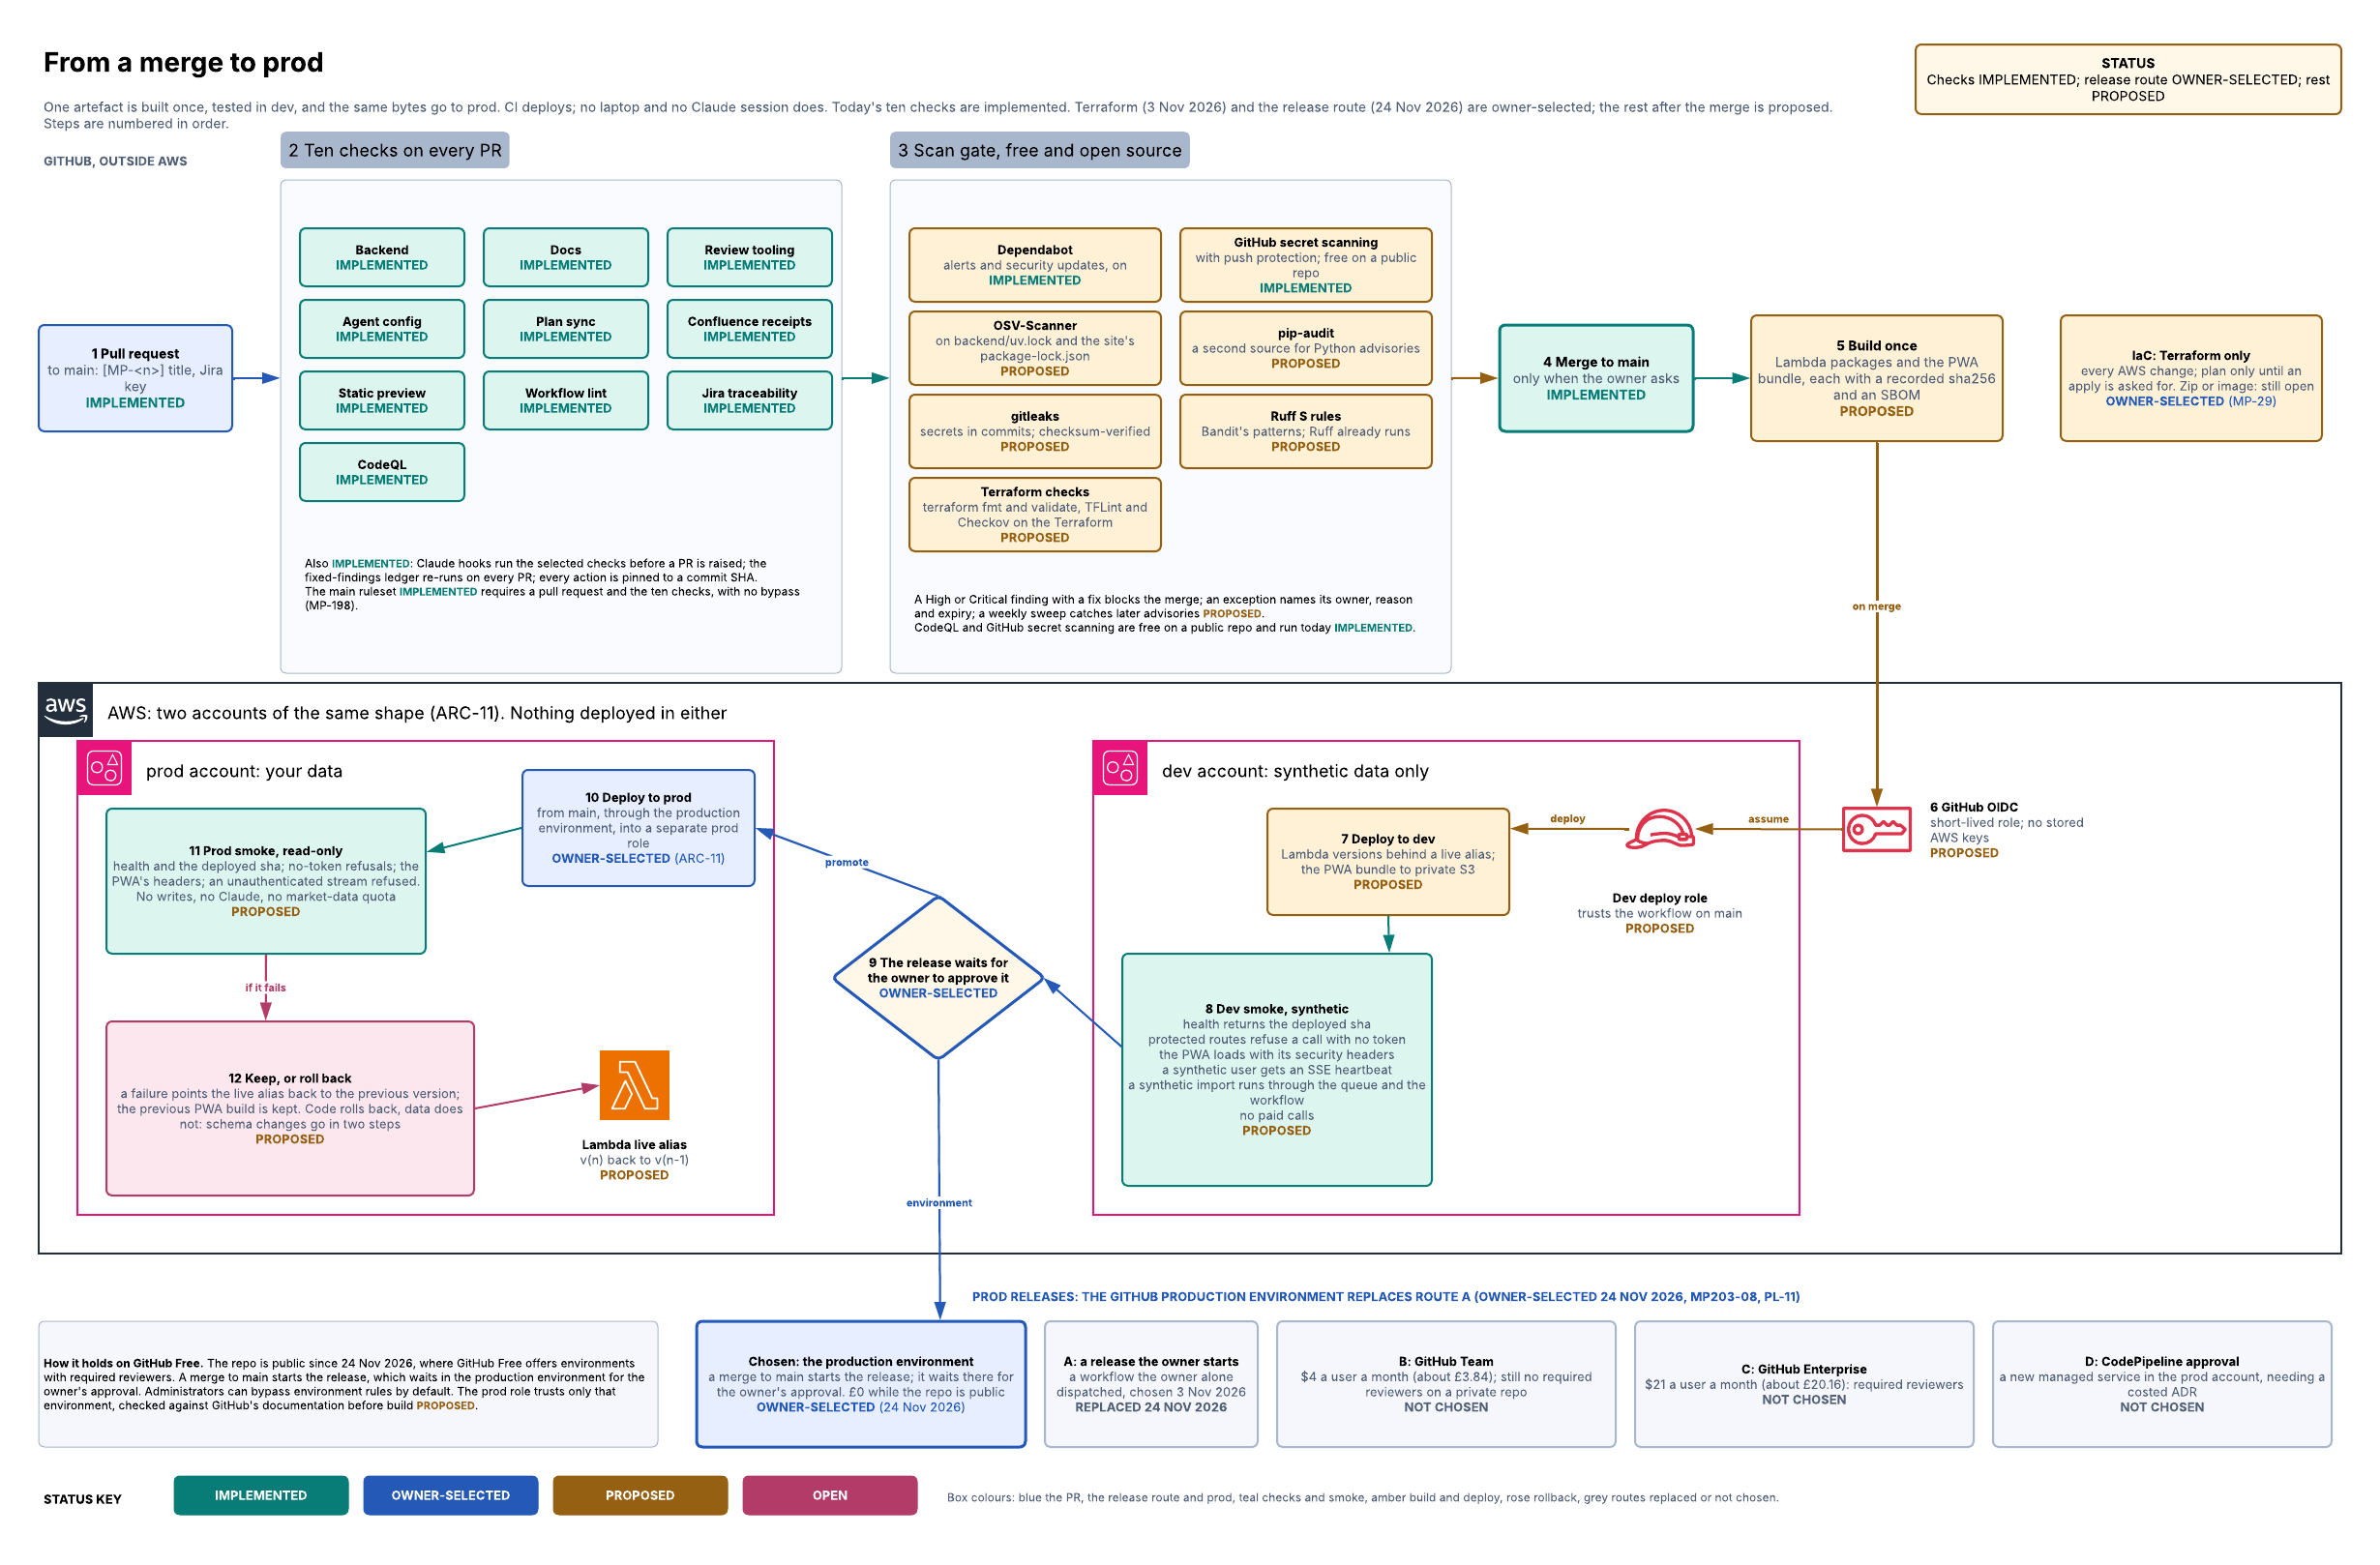 From a merge to prod
STATUS
Checks IMPLEMENTED; release route OWNER-SELECTED; rest
PROPOSED
One artefact is built once, tested in dev, and the same bytes go to prod. CI deploys; no laptop and no Claude session does. Today's ten checks are implemented. Terraform (3 Nov 2026) and the release route (24 Nov 2026) are owner-selected; the rest after the merge is proposed.
Steps are numbered in order.
GITHUB, OUTSIDE AWS
2 Ten checks on every PR
3 Scan gate, free and open source
1 Pull request
to main: [MP-<n>] title, Jira
key
IMPLEMENTED
Backend
IMPLEMENTED
Docs
IMPLEMENTED
Review tooling
IMPLEMENTED
Agent config
IMPLEMENTED
Plan sync
IMPLEMENTED
Confluence receipts
IMPLEMENTED
Static preview
IMPLEMENTED
Workflow lint
IMPLEMENTED
Jira traceability
IMPLEMENTED
CodeQL
IMPLEMENTED
Also IMPLEMENTED: Claude hooks run the selected checks before a PR is raised; the
fixed-findings ledger re-runs on every PR; every action is pinned to a commit SHA.
The main ruleset IMPLEMENTED requires a pull request and the ten checks, with no bypass
(MP-198).
Dependabot
alerts and security updates, on
IMPLEMENTED
GitHub secret scanning
with push protection; free on a public
repo
IMPLEMENTED
OSV-Scanner
on backend/uv.lock and the site's
package-lock.json
PROPOSED
pip-audit
a second source for Python advisories
PROPOSED
gitleaks
secrets in commits; checksum-verified
PROPOSED
Ruff S rules
Bandit's patterns; Ruff already runs
PROPOSED
Terraform checks
terraform fmt and validate, TFLint and
Checkov on the Terraform
PROPOSED
A High or Critical finding with a fix blocks the merge; an exception names its owner, reason
and expiry; a weekly sweep catches later advisories PROPOSED.
CodeQL and GitHub secret scanning are free on a public repo and run today IMPLEMENTED.
4 Merge to main
only when the owner asks
IMPLEMENTED
5 Build once
Lambda packages and the PWA
bundle, each with a recorded sha256
and an SBOM
PROPOSED
IaC: Terraform only
every AWS change; plan only until an
apply is asked for. Zip or image: still open
OWNER-SELECTED (MP-29)
on merge
aws
AWS: two accounts of the same shape (ARC-11). Nothing deployed in either
prod account: your data
10 Deploy to prod
from main, through the production
environment, into a separate prod
role
OWNER-SELECTED (ARC-11)
11 Prod smoke, read-only
health and the deployed sha; no-token refusals; the
PWA's headers; an unauthenticated stream refused.
No writes, no Claude, no market-data quota
PROPOSED
if it fails
12 Keep, or roll back
a failure points the live alias back to the previous version;
the previous PWA build is kept. Code rolls back, data does
not: schema changes go in two steps
PROPOSED
Lambda live alias
v(n) back to v(n-1)
PROPOSED
promote
9 The release waits for
the owner to approve it
OWNER-SELECTED
environment
dev account: synthetic data only
7 Deploy to dev
Lambda versions behind a live alias;
the PWA bundle to private S3
PROPOSED
deploy
assume
Dev deploy role
trusts the workflow on main
PROPOSED
6 GitHub OIDC
short-lived role; no stored
AWS keys
PROPOSED
8 Dev smoke, synthetic
health returns the deployed sha
protected routes refuse a call with no token
the PWA loads with its security headers
a synthetic user gets an SSE heartbeat
a synthetic import runs through the queue and the
workflow
no paid calls
PROPOSED
PROD RELEASES: THE GITHUB PRODUCTION ENVIRONMENT REPLACES ROUTE A (OWNER-SELECTED 24 NOV 2026, MP203-08, PL-11)
How it holds on GitHub Free. The repo is public since 24 Nov 2026, where GitHub Free offers environments
with required reviewers. A merge to main starts the release, which waits in the production environment for the
owner's approval. Administrators can bypass environment rules by default. The prod role trusts only that
environment, checked against GitHub's documentation before build PROPOSED.
Chosen: the production environment
a merge to main starts the release; it waits there for
the owner's approval. £0 while the repo is public
OWNER-SELECTED (24 Nov 2026)
A: a release the owner starts
a workflow the owner alone
dispatched, chosen 3 Nov 2026
REPLACED 24 NOV 2026
B: GitHub Team
$4 a user a month (about £3.84); still no required
reviewers on a private repo
NOT CHOSEN
C: GitHub Enterprise
$21 a user a month (about £20.16): required reviewers
NOT CHOSEN
D: CodePipeline approval
a new managed service in the prod account, needing a
costed ADR
NOT CHOSEN
STATUS KEY
IMPLEMENTED
OWNER-SELECTED
PROPOSED
OPEN
Box colours: blue the PR, the release route and prod, teal checks and smoke, amber build and deploy, rose rollback, grey routes replaced or not chosen.